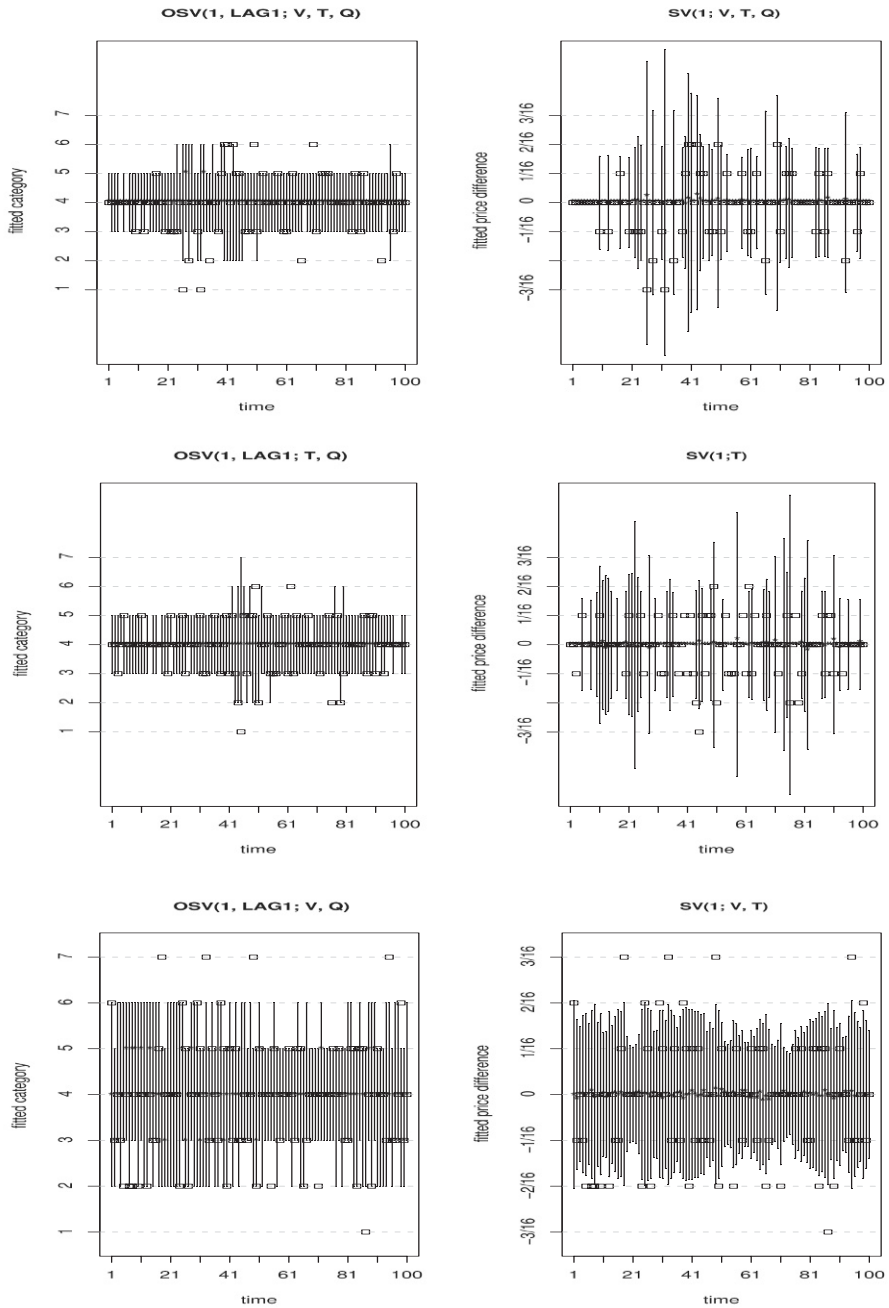 OSV(1, LAG1; V, T, Q)
fitted category
7
6
5
4
3
2
1
1 21 41 61 81 100
time
SV(1; V, T, Q)
fitted price difference
3/16
2/16
1/16
0
−1/16
−3/16
1 21 41 61 81 100
time
OSV(1, LAG1; T, Q)
fitted category
7
6
5
4
3
2
1
1 21 41 61 81 100
time
SV(1;T)
fitted price difference
3/16
2/16
1/16
0
−1/16
−3/16
1 21 41 61 81 100
time
OSV(1, LAG1; V, Q)
fitted category
7
6
5
4
3
2
1
1 21 41 61 81 100
time
SV(1; V, T)
fitted price difference
3/16
2/16
1/16
0
−1/16
−2/16
−3/16
1 21 41 61 81 100
time